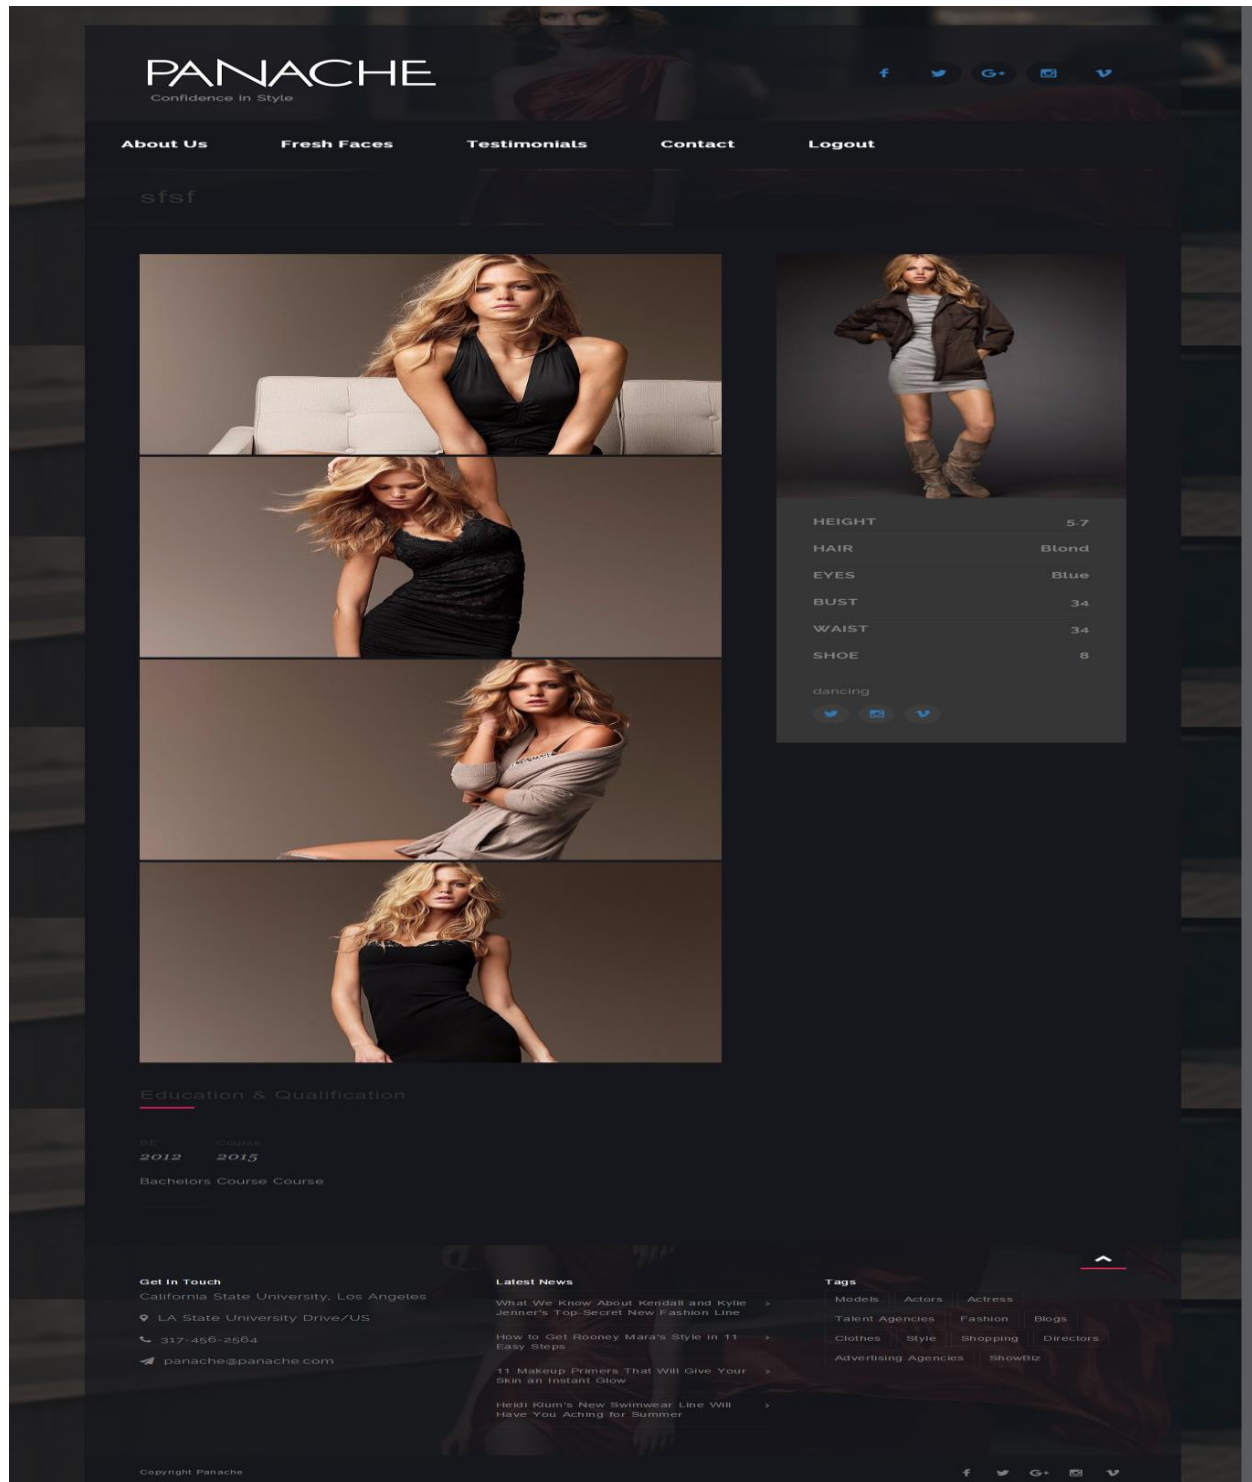 PANACHE
Confidence in Style
About Us Fresh Faces Testimonials Contact Logout
sfsf
HEIGHT 5-7
HAIR Blond
EYES Blue
BUST 34
WAIST 34
SHOE 8
dancing
Education & Qualification
BE Course
2012 2015
Bachelors Course Course
Get In Touch
California State University, Los Angeles
LA State University Drive/US
317-456-2564
panache@panache.com
Latest News
What We Know About Kendall and Kylie
Jenner's Top-Secret New Fashion Line
How to Get Rooney Mara's Style in 11
Easy Steps
11 Makeup Primers That Will Give Your
Skin an Instant Glow
Heidi Klum's New Swimwear Line Will
Have You Aching for Summer
Tags
Models Actors Actress
Talent Agencies Fashion Blogs
Clothes Style Shopping Directors
Advertising Agencies ShowBiz
Copyright Panache